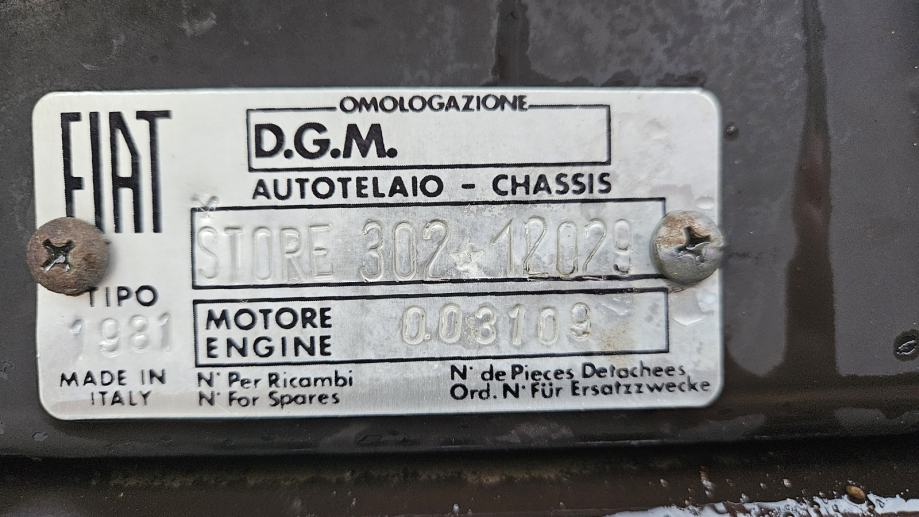 FIAT
OMOLOGAZIONE
D.G.M.
AUTOTELAIO - CHASSIS
STORE 302 * 12029
TIPO
1981
MOTORE
ENGINE
003109
MADE IN
ITALY
N° Per Ricambi
N° For Spares
N° de Pieces Detachees
Ord. N° Für Ersatzzwecke